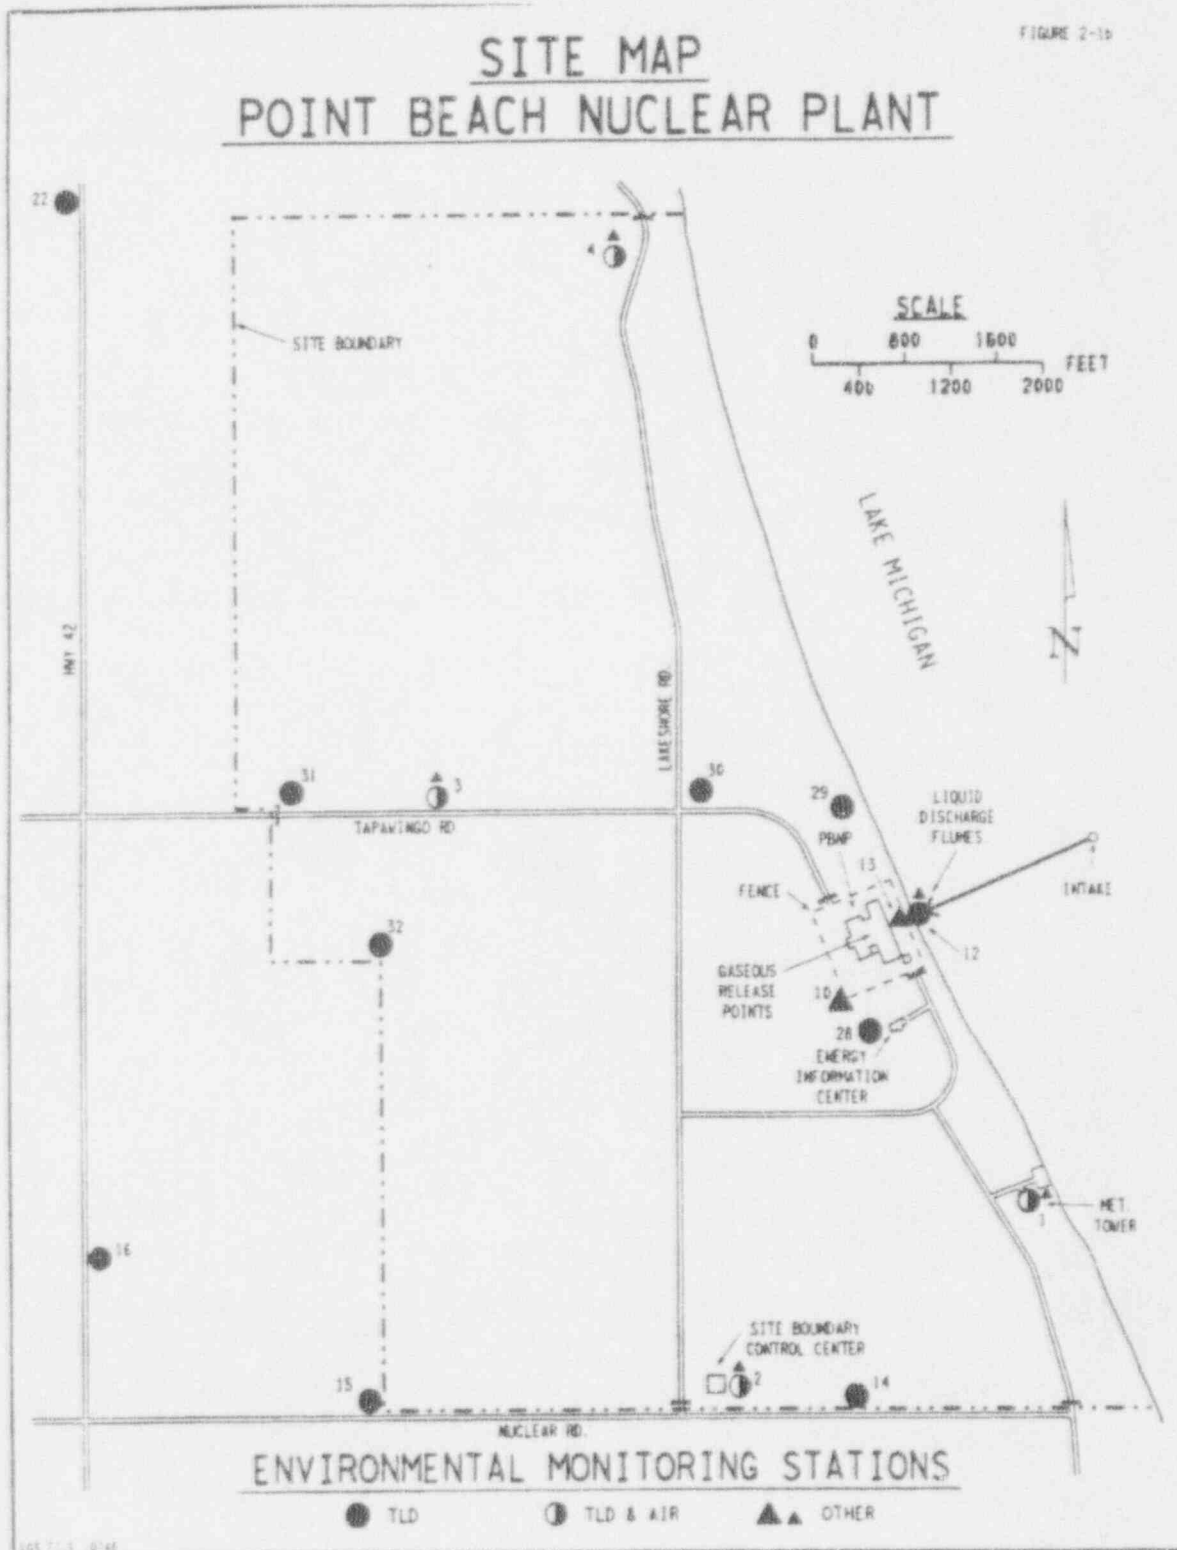 FIGURE 2-1b
SITE MAP
POINT BEACH NUCLEAR PLANT
22
4
SITE BOUNDARY
SCALE
0 800 1600
FEET
400 1200 2000
LAKE MICHIGAN
N
HWY 42
LAKESHORE RD.
31
3
30
29
TAPAWINGO RD.
PBNP
13
LIQUID
DISCHARGE
FLUMES
INTAKE
FENCE
12
32
GASEOUS
RELEASE
POINTS
10
28
ENERGY
INFORMATION
CENTER
1
MET.
TOWER
16
SITE BOUNDARY
CONTROL CENTER
2
15
14
NUCLEAR RD.
ENVIRONMENTAL MONITORING STATIONS
TLD
TLD & AIR
OTHER